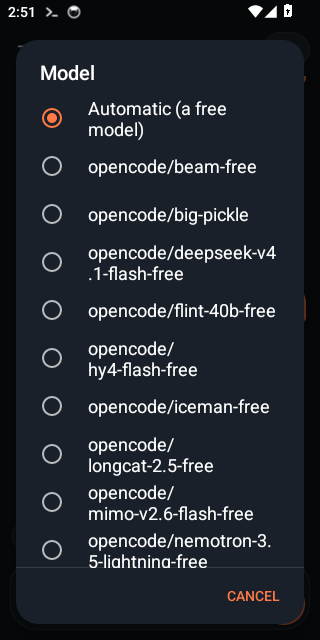 2:51
Model
Automatic (a free
model)
opencode/beam-free
opencode/big-pickle
opencode/deepseek-v4
.1-flash-free
opencode/flint-40b-free
opencode/
hy4-flash-free
opencode/iceman-free
opencode/
longcat-2.5-free
opencode/
mimo-v2.6-flash-free
opencode/nemotron-3.
5-lightning-free
CANCEL